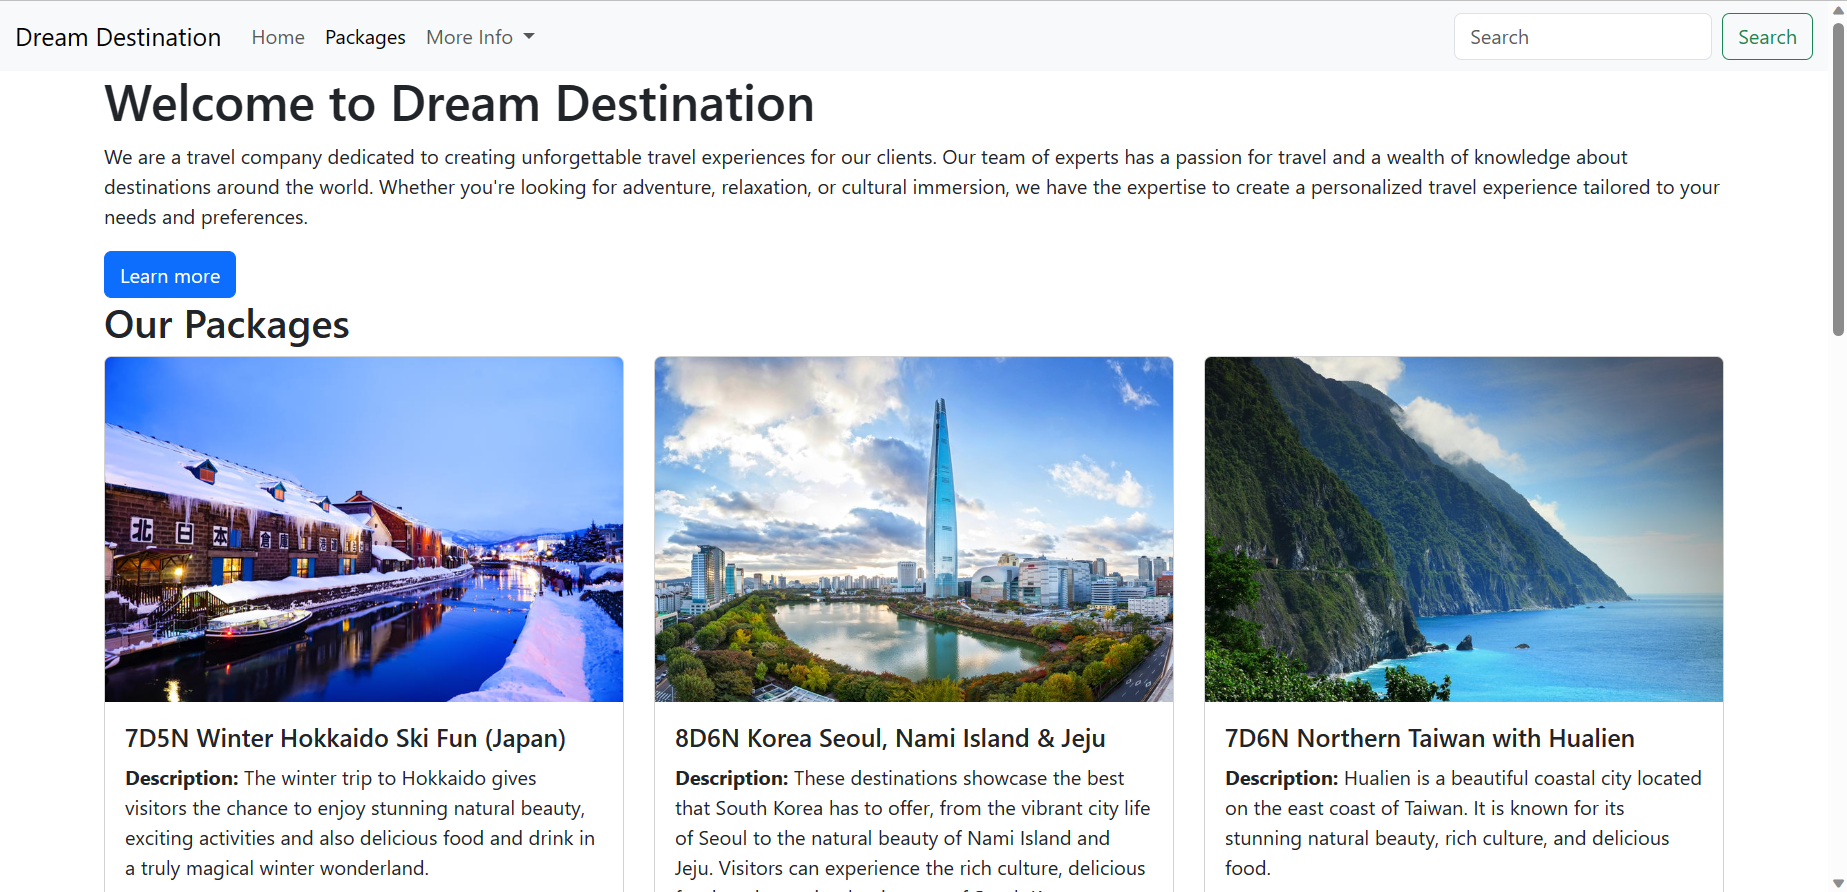 Dream Destination Home Packages More Info Search Search
Welcome to Dream Destination
We are a travel company dedicated to creating unforgettable travel experiences for our clients. Our team of experts has a passion for travel and a wealth of knowledge about
destinations around the world. Whether you're looking for adventure, relaxation, or cultural immersion, we have the expertise to create a personalized travel experience tailored to your
needs and preferences.
Learn more
Our Packages
北日本倉庫
7D5N Winter Hokkaido Ski Fun (Japan)
Description: The winter trip to Hokkaido gives
visitors the chance to enjoy stunning natural beauty,
exciting activities and also delicious food and drink in
a truly magical winter wonderland.
8D6N Korea Seoul, Nami Island & Jeju
Description: These destinations showcase the best
that South Korea has to offer, from the vibrant city life
of Seoul to the natural beauty of Nami Island and
Jeju. Visitors can experience the rich culture, delicious
7D6N Northern Taiwan with Hualien
Description: Hualien is a beautiful coastal city located
on the east coast of Taiwan. It is known for its
stunning natural beauty, rich culture, and delicious
food.